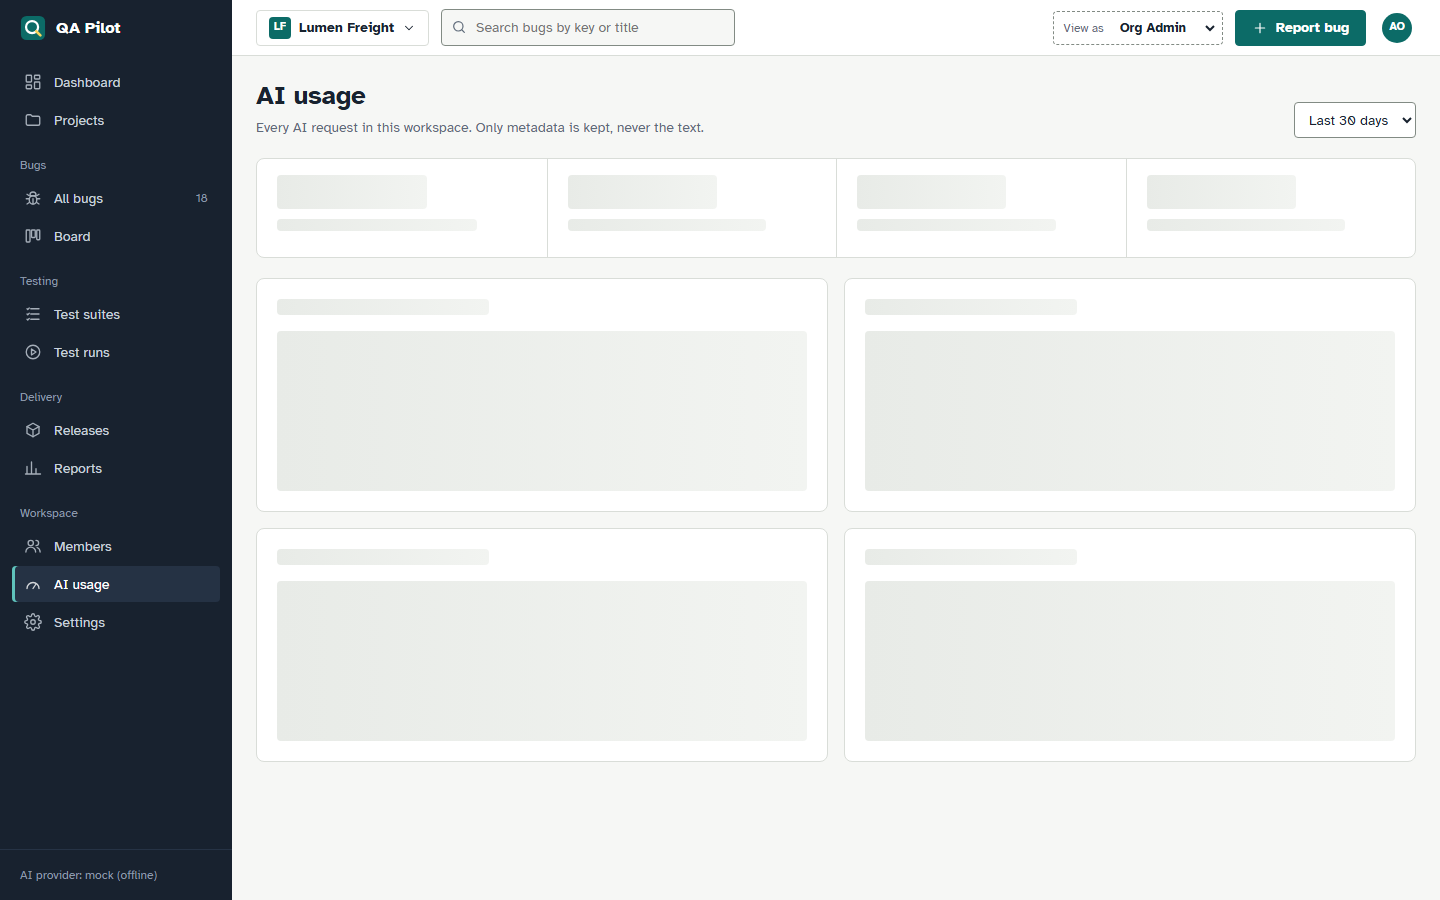 QA Pilot
Dashboard
Projects
Bugs
All bugs 18
Board
Testing
Test suites
Test runs
Delivery
Releases
Reports
Workspace
Members
AI usage
Settings
AI provider: mock (offline)
LF Lumen Freight
Search bugs by key or title
View as Org Admin
Report bug
AO
AI usage
Every AI request in this workspace. Only metadata is kept, never the text.
Last 30 days